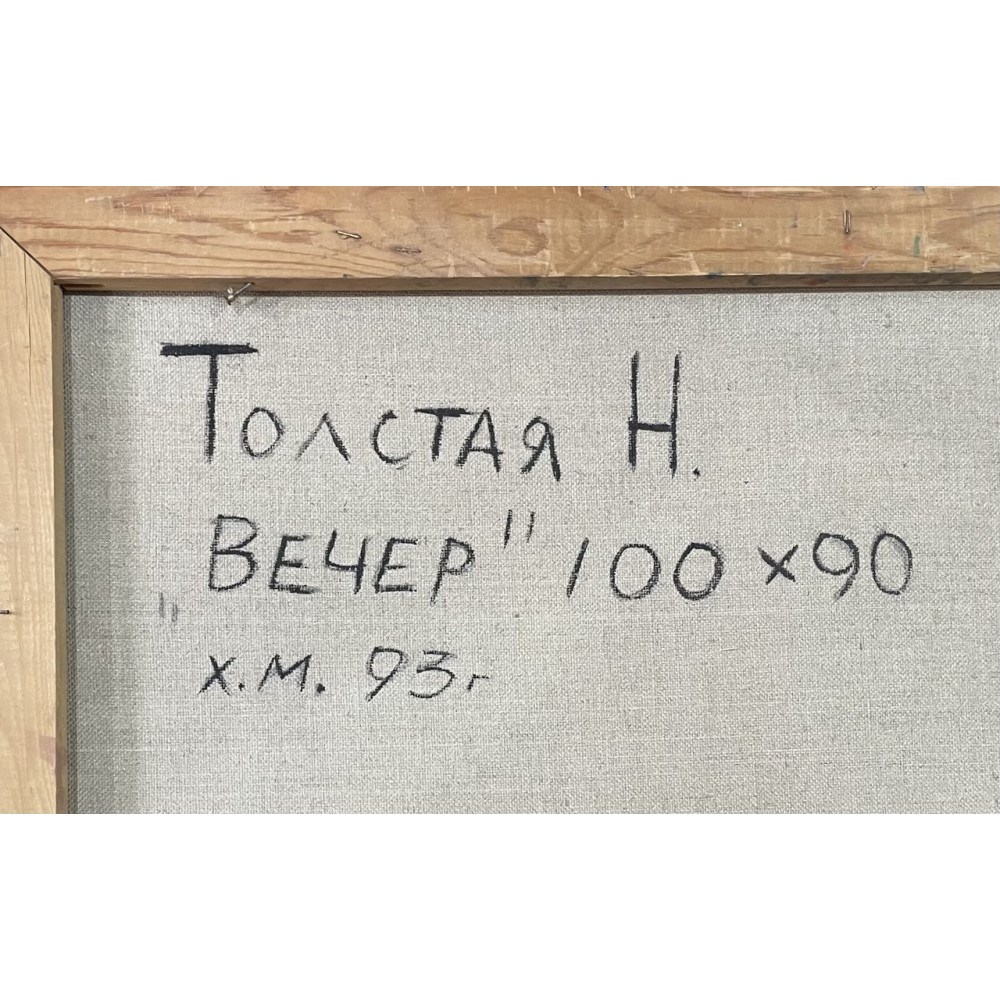 Толстая Н.
"Вечер" 100 x 90
х.м. 93г